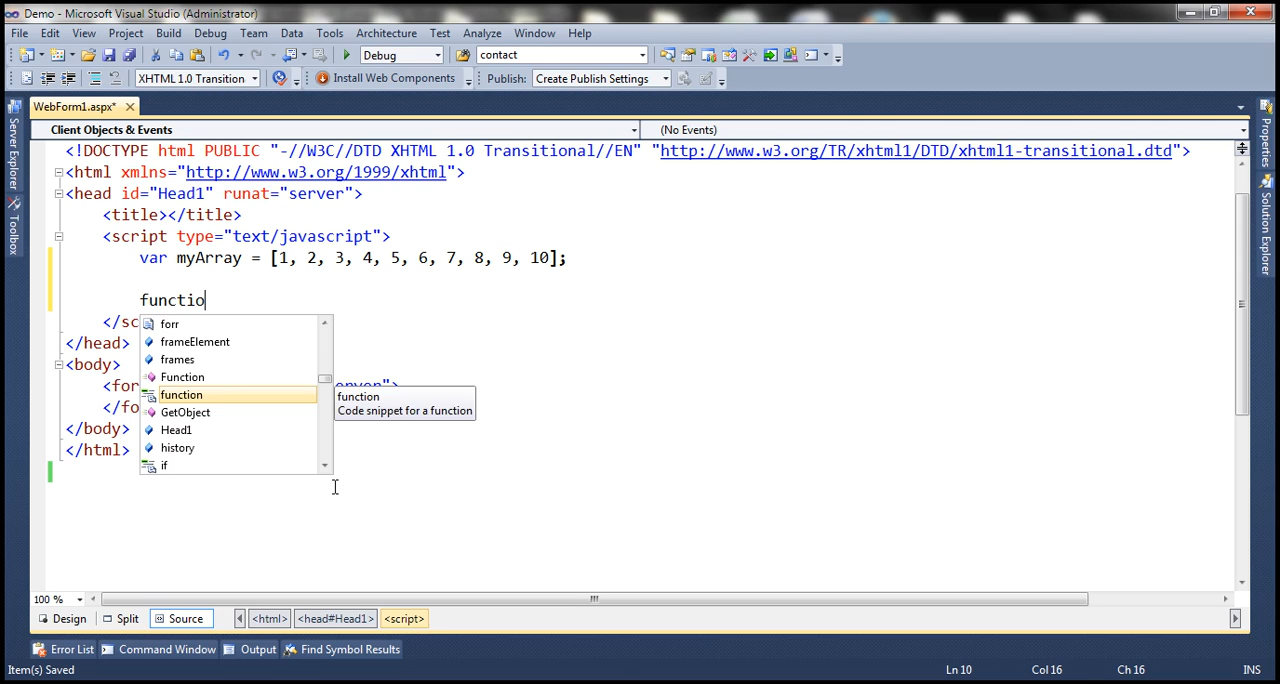 Demo - Microsoft Visual Studio (Administrator)
File Edit View Project Build Debug Team Data Tools Architecture Test Analyze Window Help
Debug contact
XHTML 1.0 Transition Install Web Components Publish: Create Publish Settings
WebForm1.aspx*
Client Objects & Events (No Events)
Server Explorer
Toolbox
Properties
Solution Explorer
<!DOCTYPE html PUBLIC "-//W3C//DTD XHTML 1.0 Transitional//EN" "http://www.w3.org/TR/xhtml1/DTD/xhtml1-transitional.dtd">
<html xmlns="http://www.w3.org/1999/xhtml">
<head id="Head1" runat="server">
<title></title>
<script type="text/javascript">
var myArray = [1, 2, 3, 4, 5, 6, 7, 8, 9, 10];
functio
</sc
</head>
<body>
<for erver">
</fo
</body>
</html>
forr
frameElement
frames
Function
function
GetObject
Head1
history
if
function
Code snippet for a function
100 %
Design Split Source <html> <head#Head1> <script>
Error List Command Window Output Find Symbol Results
Item(s) Saved Ln 10 Col 16 Ch 16 INS